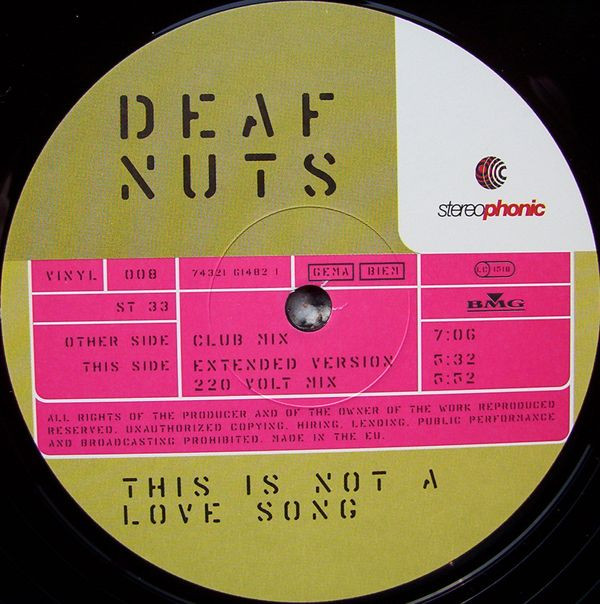 DEAF
NUTS
stereophonic
VINYL 008 74321 61482 1 GEMA BIEM LC 1510
ST 33 BMG
OTHER SIDE CLUB MIX 7:06
THIS SIDE EXTENDED VERSION 5:32
220 VOLT MIX 5:52
ALL RIGHTS OF THE PRODUCER AND OF THE OWNER OF THE WORK REPRODUCED
RESERVED. UNAUTHORIZED COPYING, HIRING, LENDING, PUBLIC PERFORMANCE
AND BROADCASTING PROHIBITED. MADE IN THE EU.
THIS IS NOT A
LOVE SONG